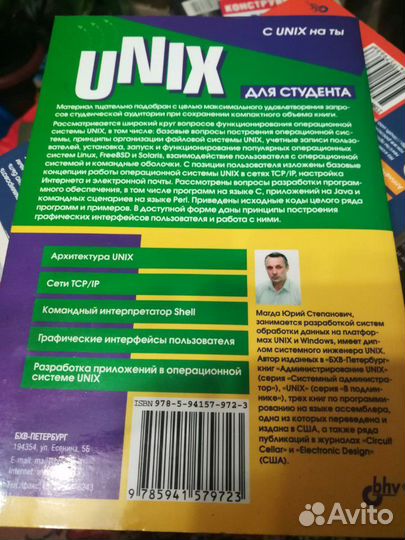 КОНСТРУК
С UNIX на ты
UNIX
ДЛЯ СТУДЕНТА
Материал тщательно подобран с целью максимального удовлетворения запро-
сов студенческой аудитории при сохранении компактного объема книги.
Рассматривается широкий круг вопросов функционирования операционной
системы UNIX, в том числе: базовые вопросы построения операционной сис-
темы, принципы организации файловой системы UNIX, учетные записи пользо-
вателей, установка, запуск и функционирование популярных операционных
систем Linux, FreeBSD и Solaris, взаимодействие пользователя с операционной
системой и командные оболочки. С позиции пользователя изложены базовые
концепции работы операционной системы UNIX в сетях TCP/IP, настройка
Интернета и электронной почты. Рассмотрены вопросы разработки програм-
много обеспечения, в том числе программ на языке С, приложений на Java и
командных сценариев на языке Perl. Приведены исходные коды целого ряда
программ и примеров. В доступной форме даны принципы построения
графических интерфейсов пользователя и работа с ними.
Архитектура UNIX
Сети TCP/IP
Командный интерпретатор Shell
Графические интерфейсы пользователя
Разработка приложений в операционной
системе UNIX
Магда Юрий Степанович,
занимается разработкой систем
обработки данных на платфор-
мах UNIX и Windows, имеет дип-
лом системного инженера UNIX.
Автор изданных в «БХВ-Петербург»
книг «Администрирование UNIX»
(серия «Системный администра-
тор»), «UNIX» (серия «В подлин-
нике»), трех книг по программи-
рованию на языке ассемблера,
одна из которых переведена и
издана в США, а также ряда
публикаций в журналах «Circuit
Cellar» и «Electronic Design»
(США).
БХВ-ПЕТЕРБУРГ
194354, ул. Есенина, 5Б
E-mail:
Internet:
Тел./факс:
ISBN 978-5-94157-972-3
9 785941 579723
bhv
Avito